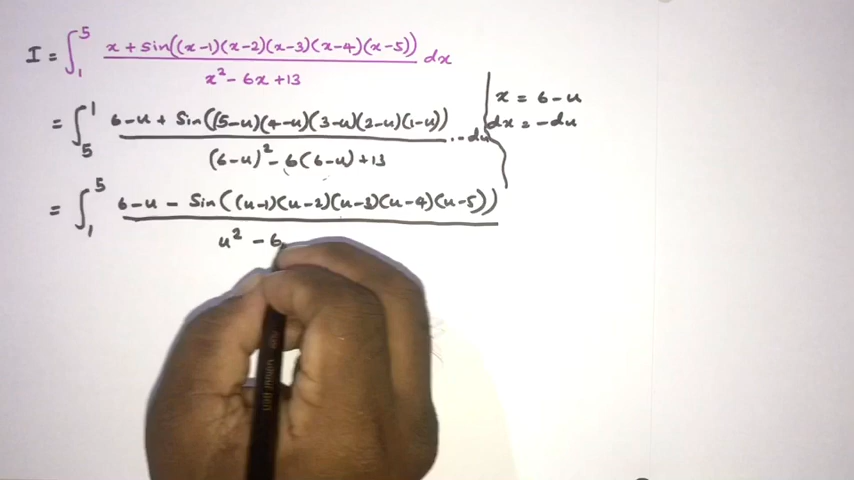 I = ∫₁⁵ (x + sin((x-1)(x-2)(x-3)(x-4)(x-5))) / (x² - 6x + 13) dx
x = 6-u
dx = -du
= ∫₅¹ (6-u + Sin((5-u)(4-u)(3-u)(2-u)(1-u))) / ((6-u)² - 6(6-u) + 13) · -du
= ∫₁⁵ (6-u - Sin((u-1)(u-2)(u-3)(u-4)(u-5))) / (u² - 6